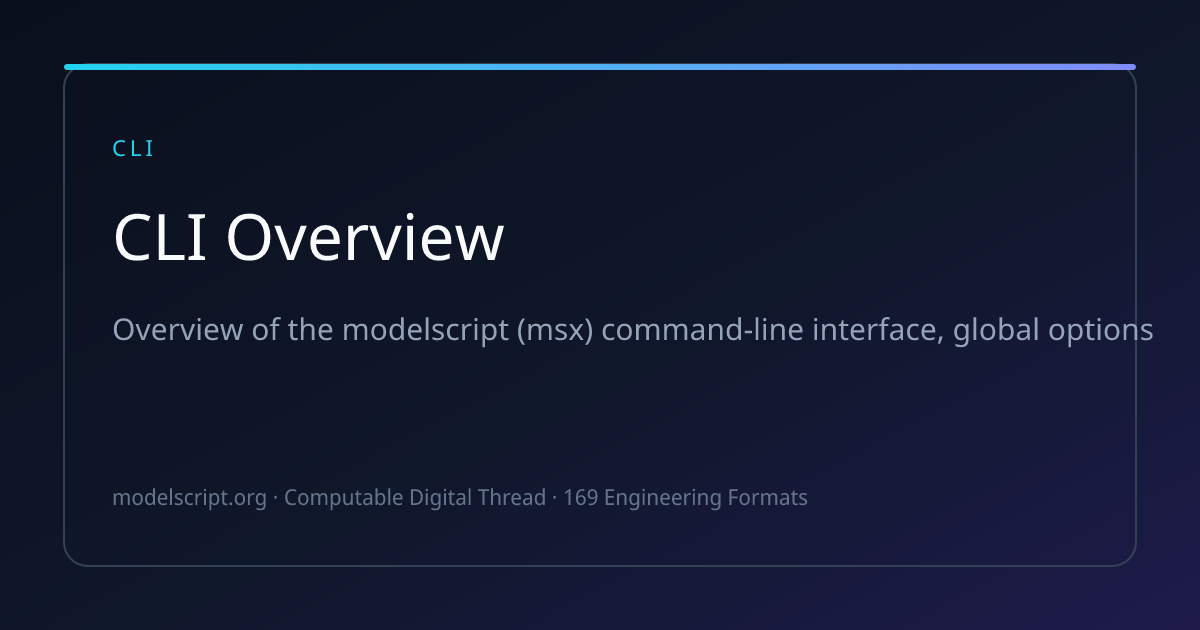 CLI
CLI Overview
Overview of the modelscript (msx) command-line interface, global options
modelscript.org · Computable Digital Thread · 169 Engineering Formats